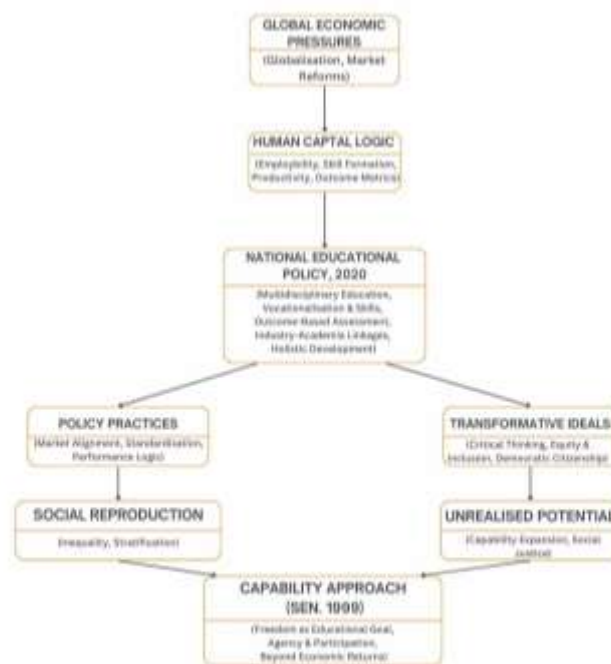 GLOBAL ECONOMIC
PRESSURES
(Globalisation, Market
Reforms)
HUMAN CAPTAL LOGIC
(Employbility, Skill Formation,
Productivity, Outcome Metrics)
NATIONAL EDUCATIONAL
POLICY, 2020
(Multidisciplinary Education,
Vocationalisation & Skills,
Outcome-Based Assessment,
Industry-Academia Linkages,
Holistic Development)
POLICY PRACTICES
(Market Alignment, Standardisation,
Performance Logic)
TRANSFORMATIVE IDEALS
(Critical Thinking, Equity &
Inclusion, Democratic Citizenship)
SOCIAL REPRODUCTION
(Inequality, Stratification)
UNREALISED POTENTIAL
(Capability Expansion, Social
Justice)
CAPABILITY APPROACH
(SEN. 1999)
(Freedom as Educational Goal,
Agency & Participation,
Beyond Economic Returns)